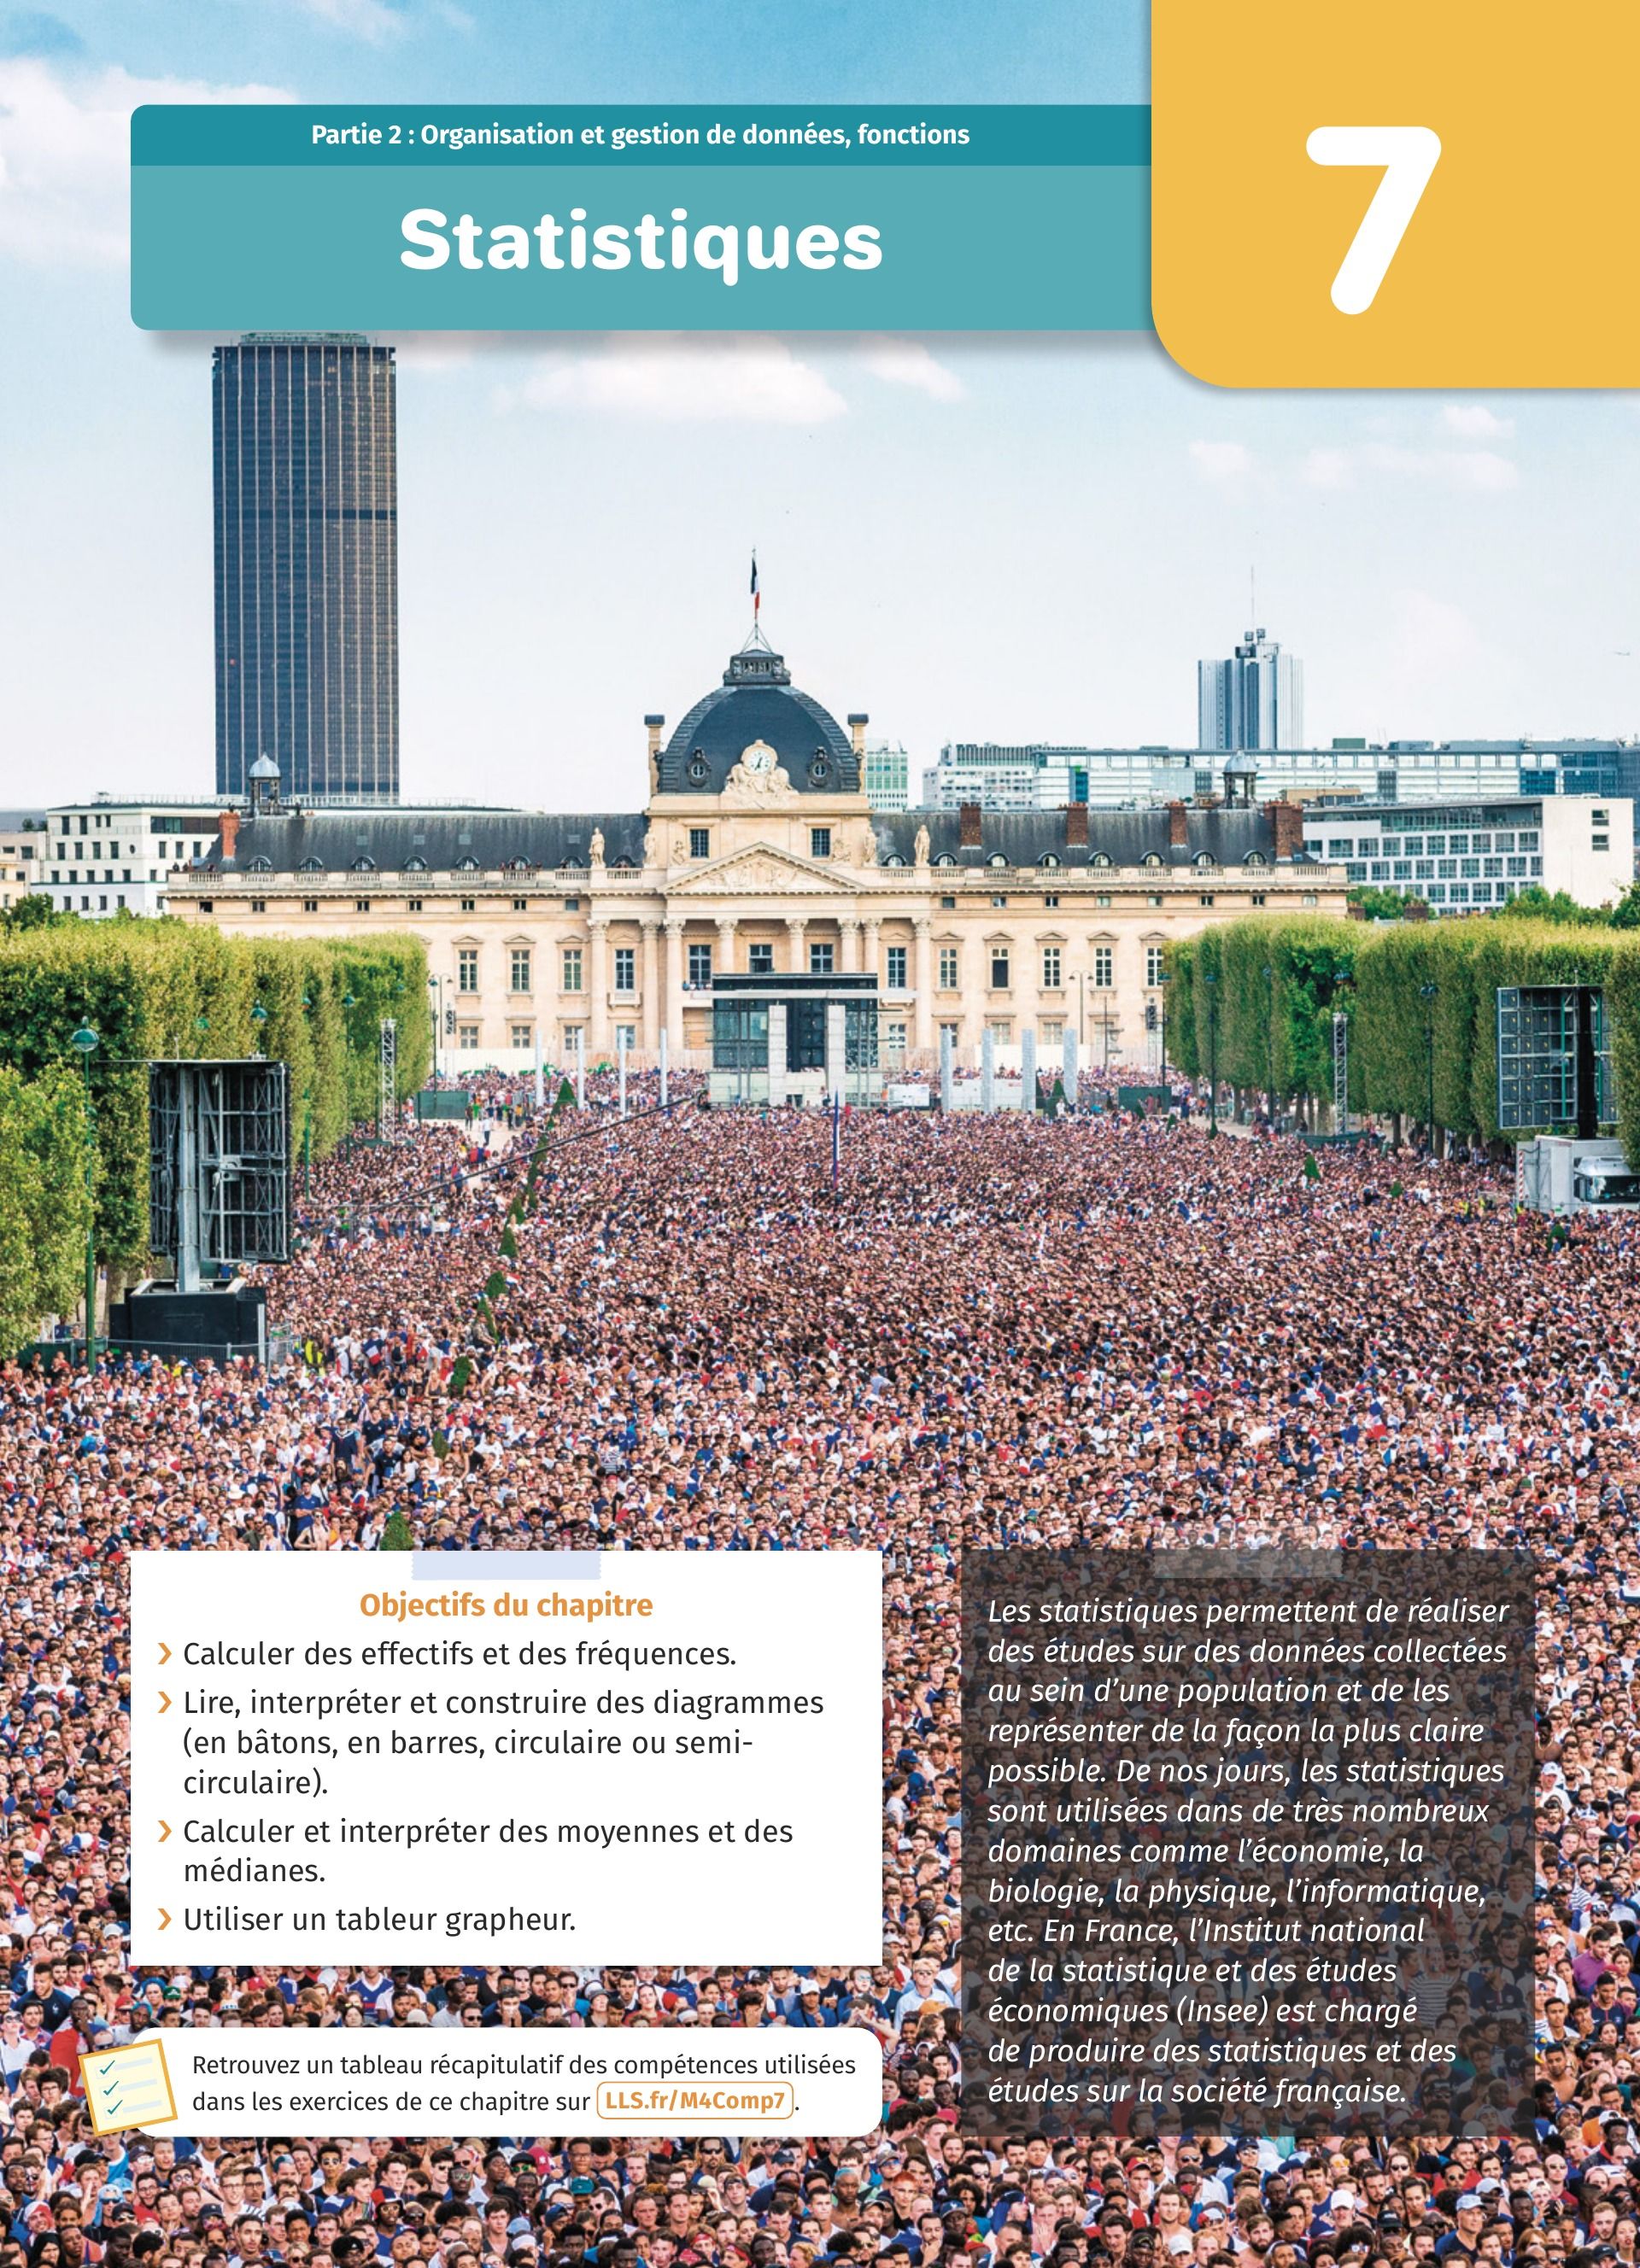 Partie 2 : Organisation et gestion de données, fonctions
Statistiques
7
Objectifs du chapitre
› Calculer des effectifs et des fréquences.
› Lire, interpréter et construire des diagrammes
(en bâtons, en barres, circulaire ou semi-
circulaire).
› Calculer et interpréter des moyennes et des
médianes.
› Utiliser un tableur grapheur.
Retrouvez un tableau récapitulatif des compétences utilisées
dans les exercices de ce chapitre sur LLS.fr/M4Comp7.
Les statistiques permettent de réaliser
des études sur des données collectées
au sein d’une population et de les
représenter de la façon la plus claire
possible. De nos jours, les statistiques
sont utilisées dans de très nombreux
domaines comme l’économie, la
biologie, la physique, l’informatique,
etc. En France, l’Institut national
de la statistique et des études
économiques (Insee) est chargé
de produire des statistiques et des
études sur la société française.